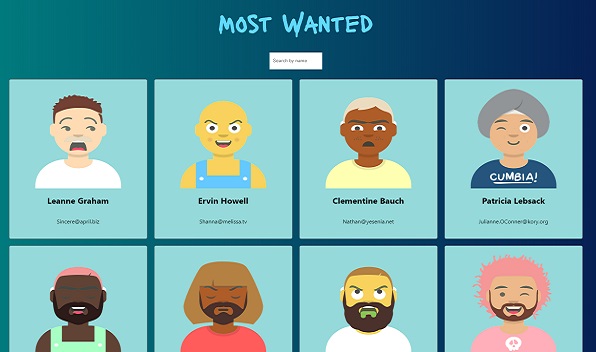 MOST WANTED
Search by name
Leanne Graham
Ervin Howell
Clementine Bauch
Patricia Lebsack
CUMBIA!
Sincere@april.biz
Shanna@melissa.tv
Nathan@yesenia.net
Julianne.OConner@kory.org